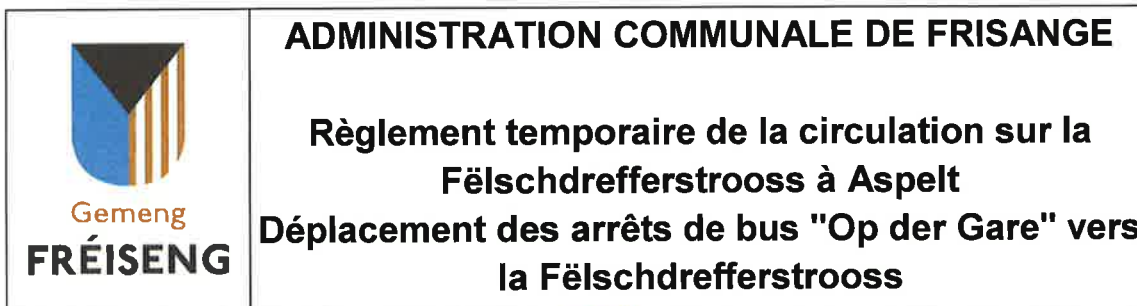 ADMINISTRATION COMMUNALE DE FRISANGE
Règlement temporaire de la circulation sur la
Fëlschdrefferstrooss à Aspelt
Déplacement des arrêts de bus "Op der Gare" vers
la Fëlschdrefferstrooss
Gemeng
FRÉISENG